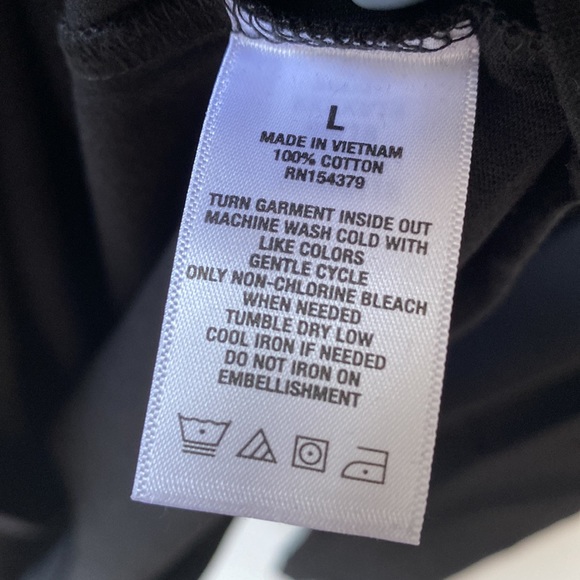 L
MADE IN VIETNAM
100% COTTON
RN154379
TURN GARMENT INSIDE OUT
MACHINE WASH COLD WITH
LIKE COLORS
GENTLE CYCLE
ONLY NON-CHLORINE BLEACH
WHEN NEEDED
TUMBLE DRY LOW
COOL IRON IF NEEDED
DO NOT IRON ON
EMBELLISHMENT